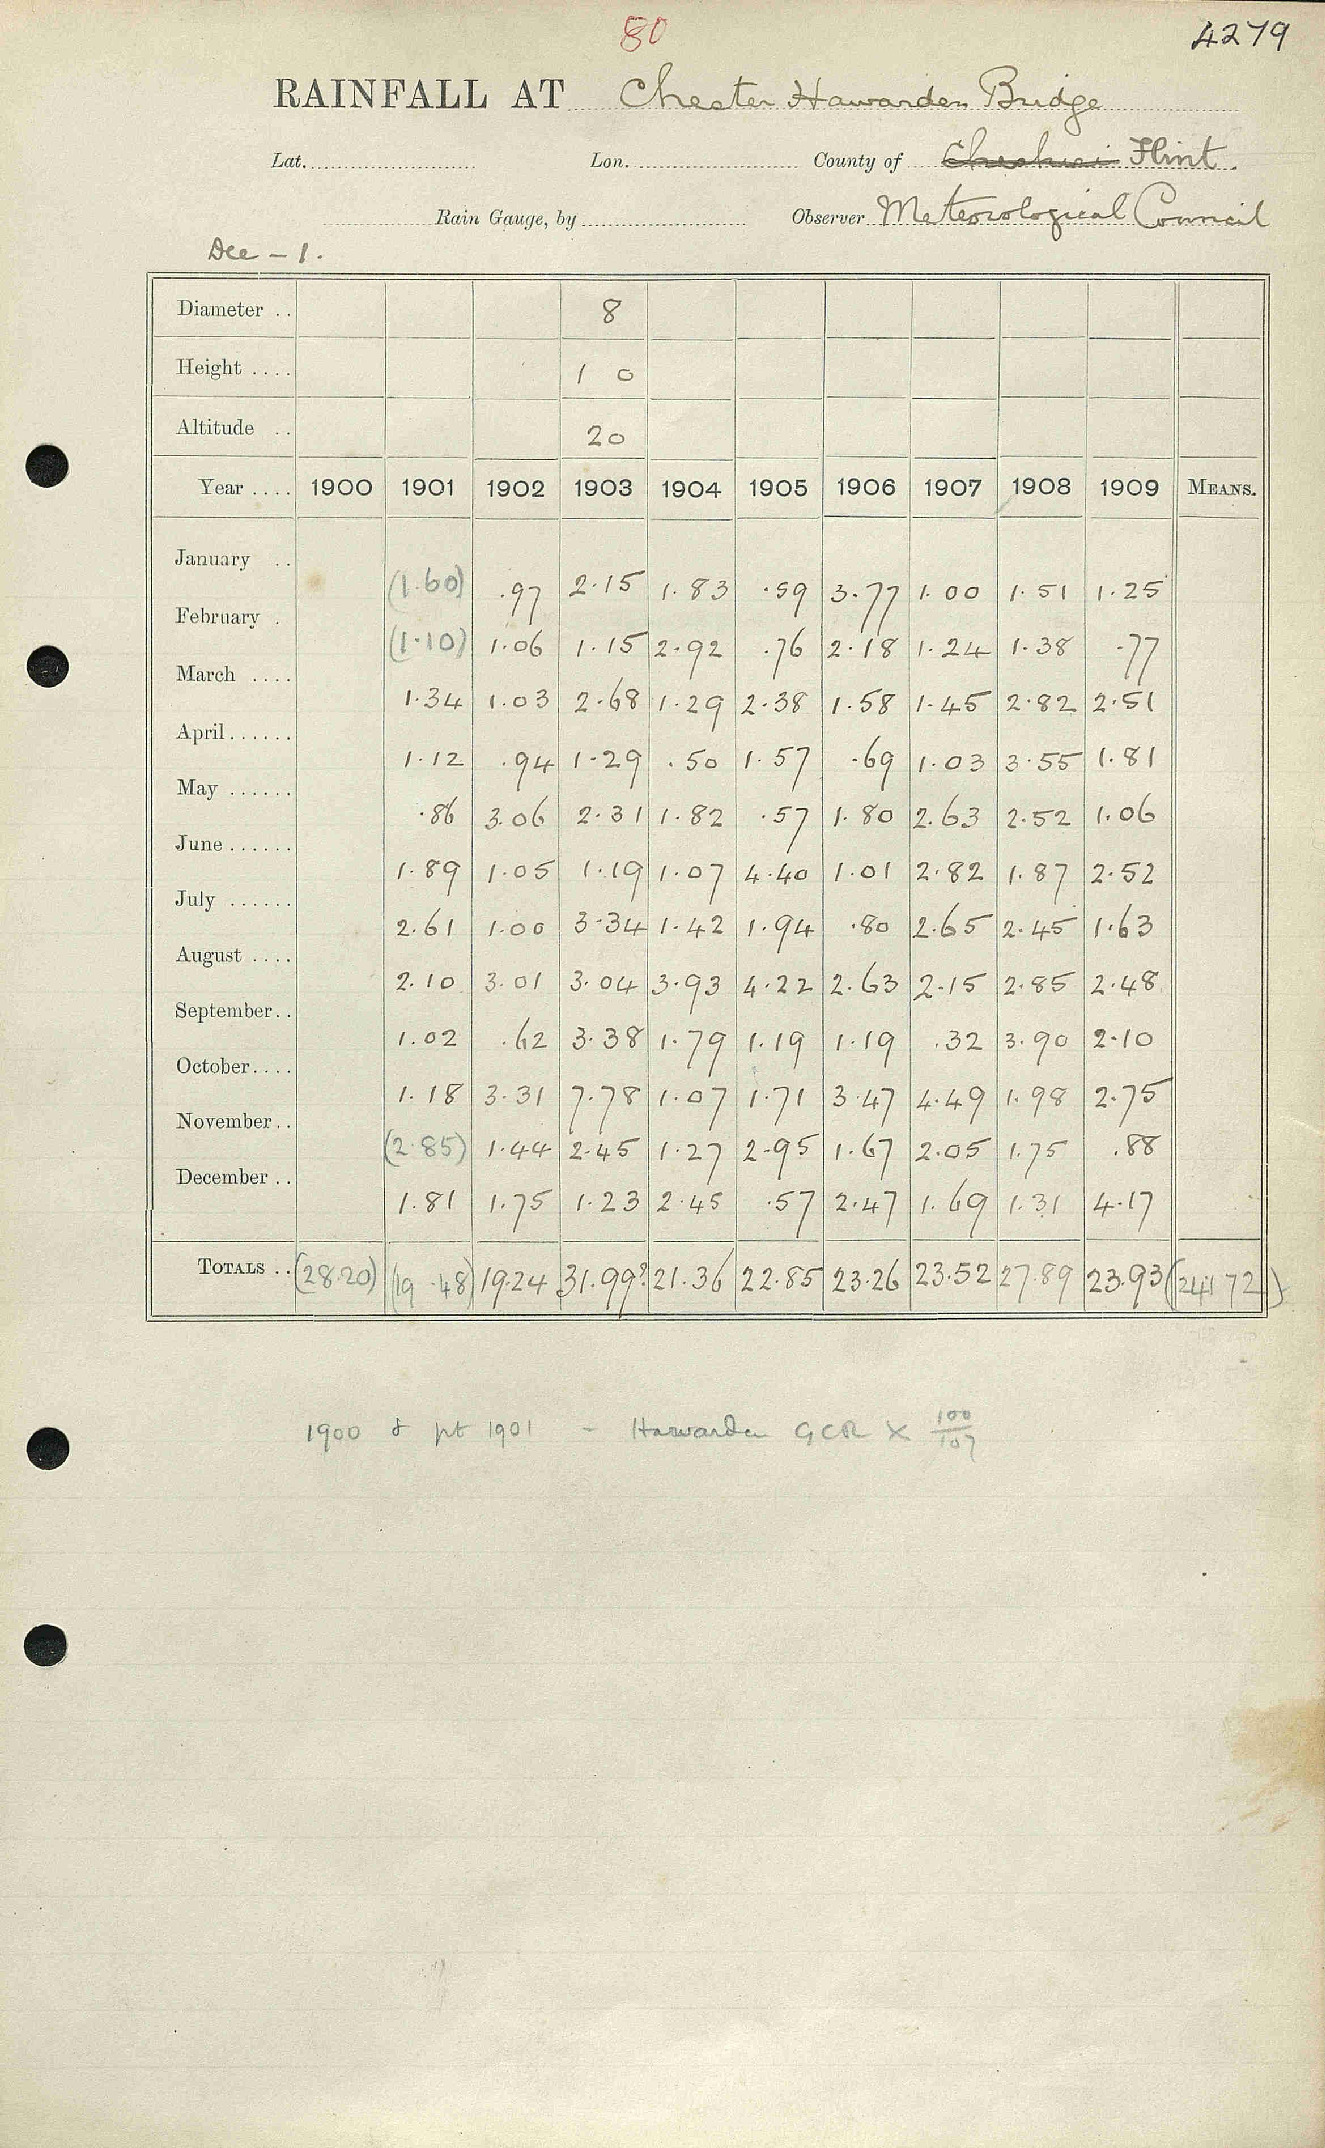 80
4279
RAINFALL AT Chester Hawarden Bridge
Lat. Lon. County of Cheshire Flint.
Rain Gauge, by Observer Meteorological Council
Dee - 1.
Diameter .. 8
Height .... 1 0
Altitude .. 20
Year .... 1900 1901 1902 1903 1904 1905 1906 1907 1908 1909 MEANS.
January .. (1.60) .97 2.15 1.83 .59 3.77 1.00 1.51 1.25
February . (1.10) 1.06 1.15 2.92 .76 2.18 1.24 1.38 .77
March .... 1.34 1.03 2.68 1.29 2.38 1.58 1.45 2.82 2.51
April...... 1.12 .94 1.29 .50 1.57 .69 1.03 3.55 1.81
May ...... .86 3.06 2.31 1.82 .57 1.80 2.63 2.52 1.06
June...... 1.89 1.05 1.19 1.07 4.40 1.01 2.82 1.87 2.52
July ...... 2.61 1.00 3.34 1.42 1.94 .80 2.65 2.45 1.63
August .... 2.10 3.01 3.04 3.93 4.22 2.63 2.15 2.85 2.48
September.. 1.02 .62 3.38 1.79 1.19 1.19 .32 3.90 2.10
October.... 1.18 3.31 7.78 1.07 1.71 3.47 4.49 1.98 2.75
November.. (2.85) 1.44 2.45 1.27 2.95 1.67 2.05 1.75 .88
December .. 1.81 1.75 1.23 2.45 .57 2.47 1.69 1.31 4.17
TOTALS .. (28.20) (19.48) 19.24 31.99? 21.36 22.85 23.26 23.52 27.89 23.93 (24.172)
1900 & pt 1901 - Hawarden GCR × 100/107